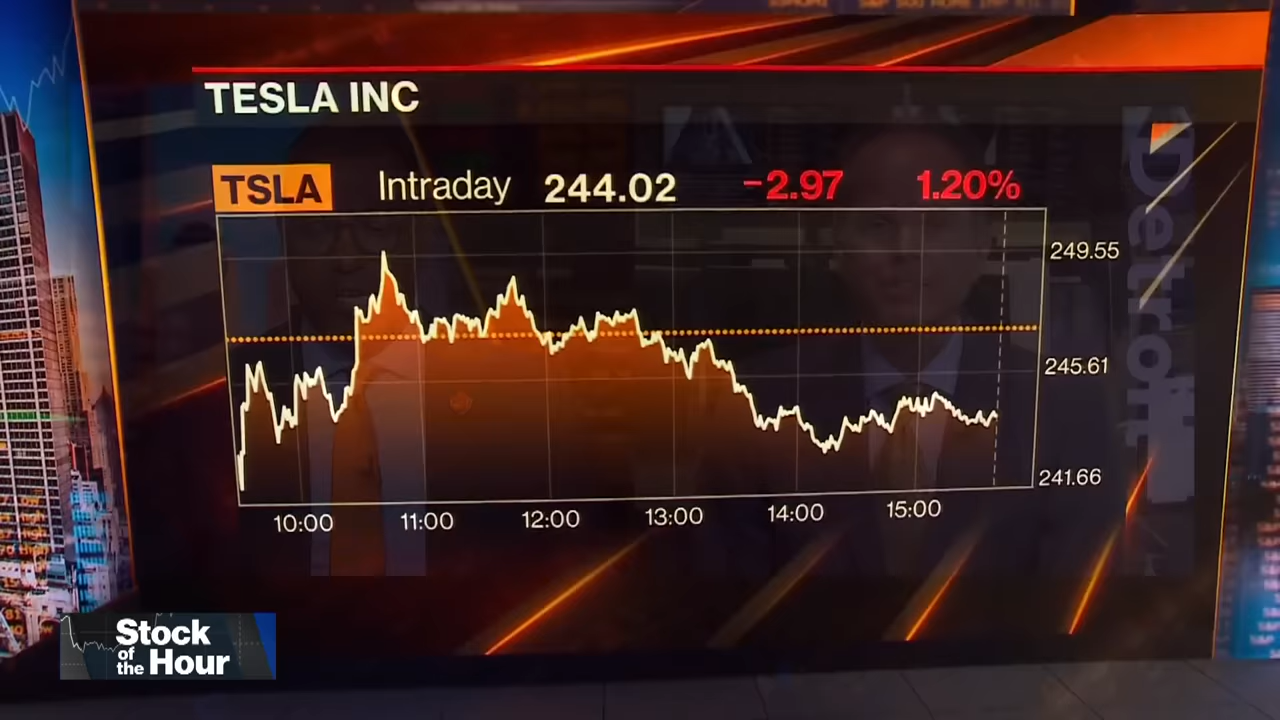 TESLA INC
TSLA Intraday 244.02 -2.97 1.20%
249.55
245.61
241.66
10:00 11:00 12:00 13:00 14:00 15:00
Detroit
Stock
of the Hour